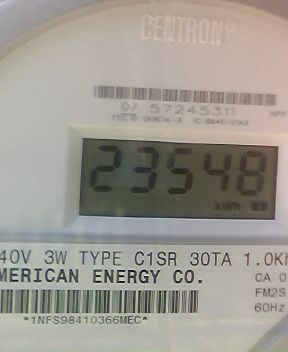 CENTRON®
07 57245311
23548
kWh
40V 3W TYPE C1SR 30TA 1.0K
MERICAN ENERGY CO.
CA 0
FM2S
60Hz
*1NFS98410366MEC*